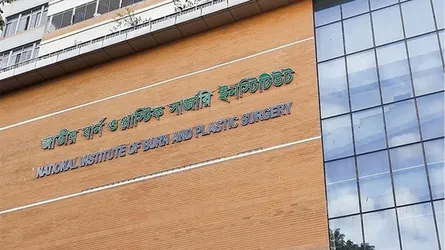 জাতীয় বার্ন ও প্লাস্টিক সার্জারি ইনস্টিটিউট
NATIONAL INSTITUTE OF BURN AND PLASTIC SURGERY